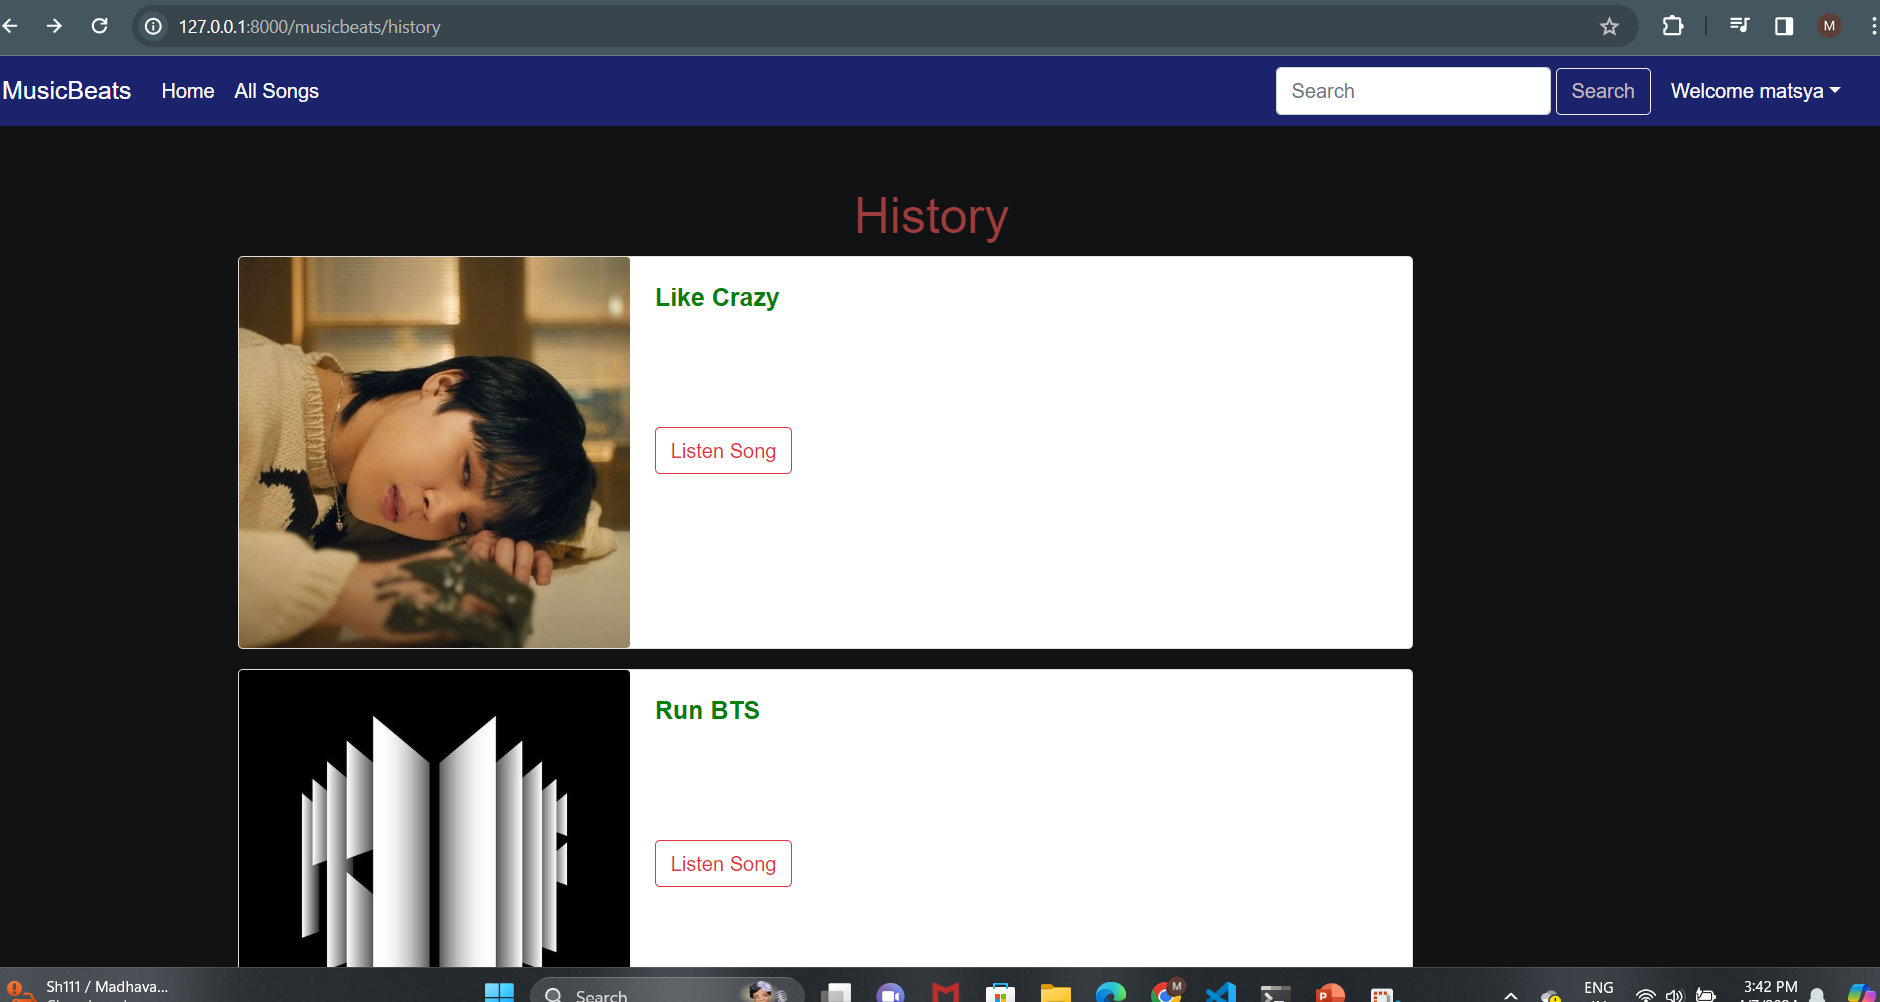 127.0.0.1:8000/musicbeats/history
M
MusicBeats Home All Songs Search Search Welcome matsya
History
Like Crazy
Listen Song
Run BTS
Listen Song
Sh111 / Madhava...
Search
M
P
ENG
3:42 PM